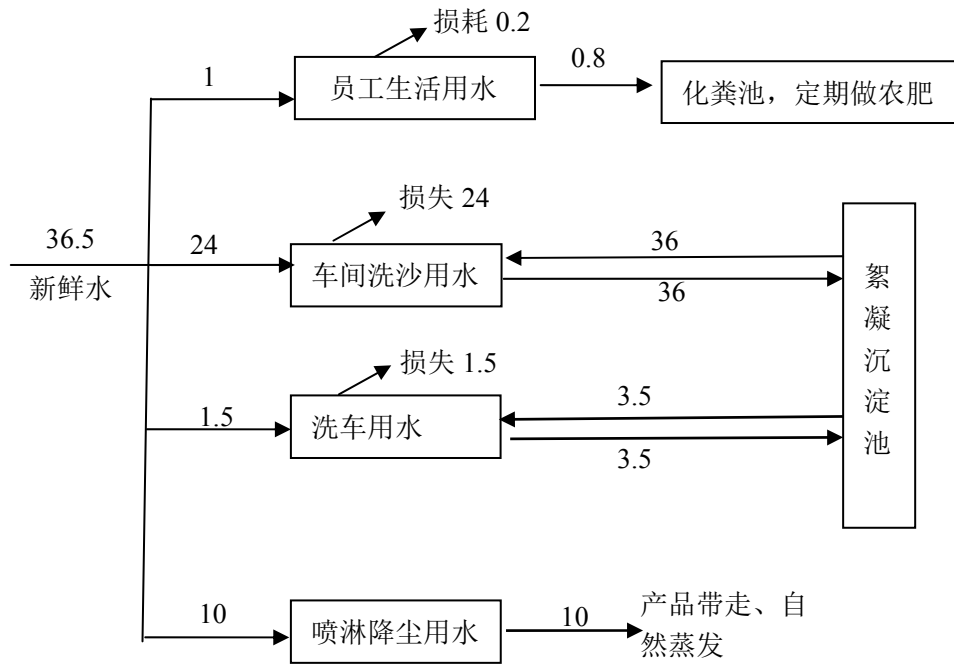 损耗 0.2
1
员工生活用水
0.8
化粪池，定期做农肥
损失 24
36.5
新鲜水
24
车间洗沙用水
36
36
絮凝沉淀池
损失 1.5
1.5
洗车用水
3.5
3.5
10
喷淋降尘用水
10
产品带走、自
然蒸发